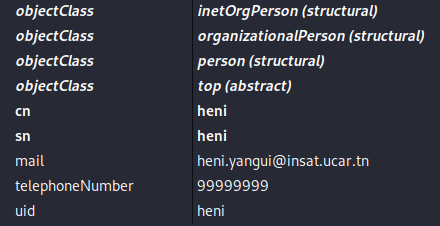 objectClass inetOrgPerson (structural)
objectClass organizationalPerson (structural)
objectClass person (structural)
objectClass top (abstract)
cn heni
sn heni
mail heni.yangui@insat.ucar.tn
telephoneNumber 99999999
uid heni